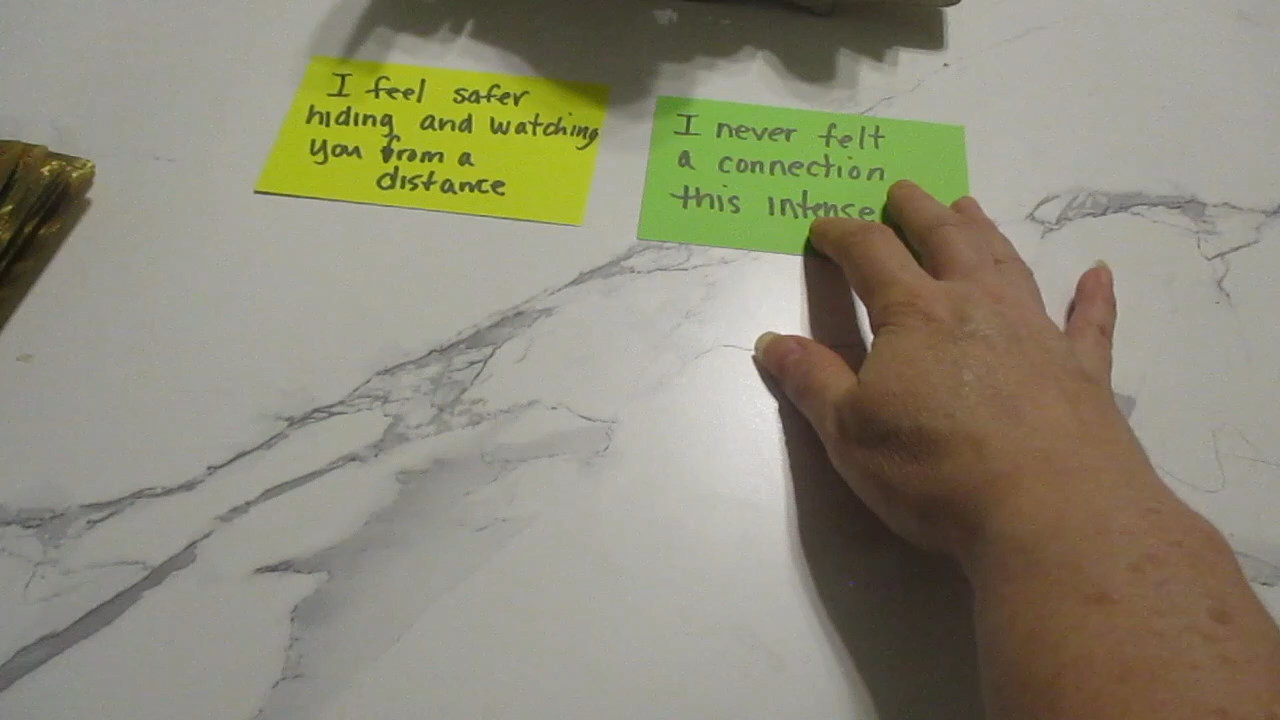 I feel safer
hiding and watching
you from a
distance
I never felt
a connection
this intense